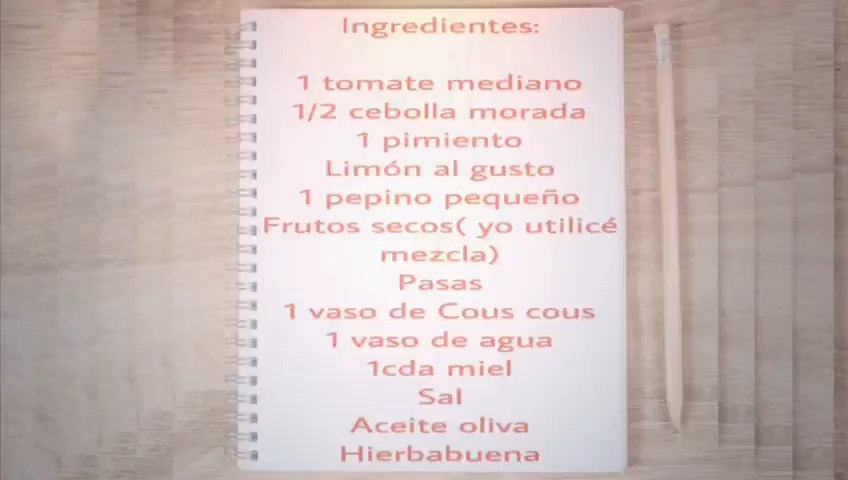 Ingredientes:
1 tomate mediano
1/2 cebolla morada
1 pimiento
Limón al gusto
1 pepino pequeño
Frutos secos( yo utilicé
mezcla)
Pasas
1 vaso de Cous cous
1 vaso de agua
1cda miel
Sal
Aceite oliva
Hierbabuena